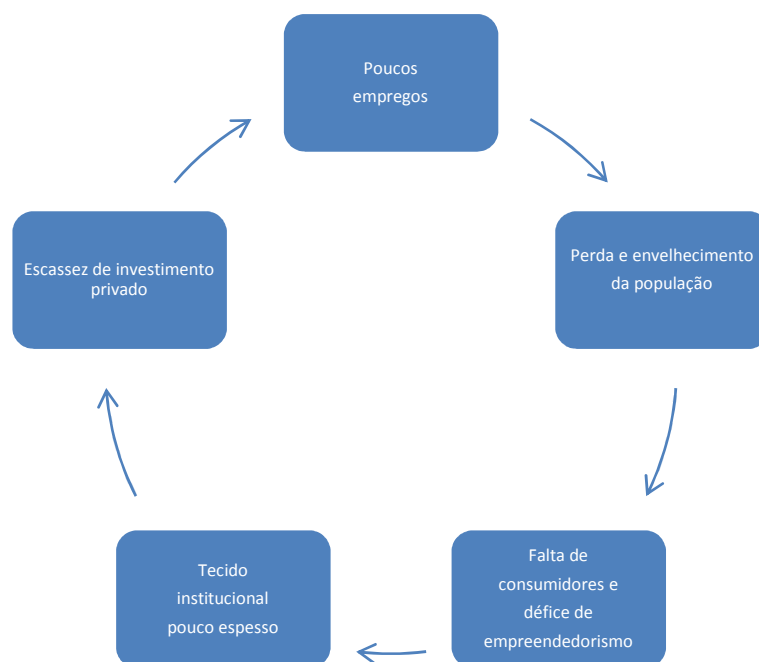 Poucos
empregos
Perda e envelhecimento
da população
Falta de
consumidores e
défice de
empreendedorismo
Tecido
institucional
pouco espesso
Escassez de investimento
privado